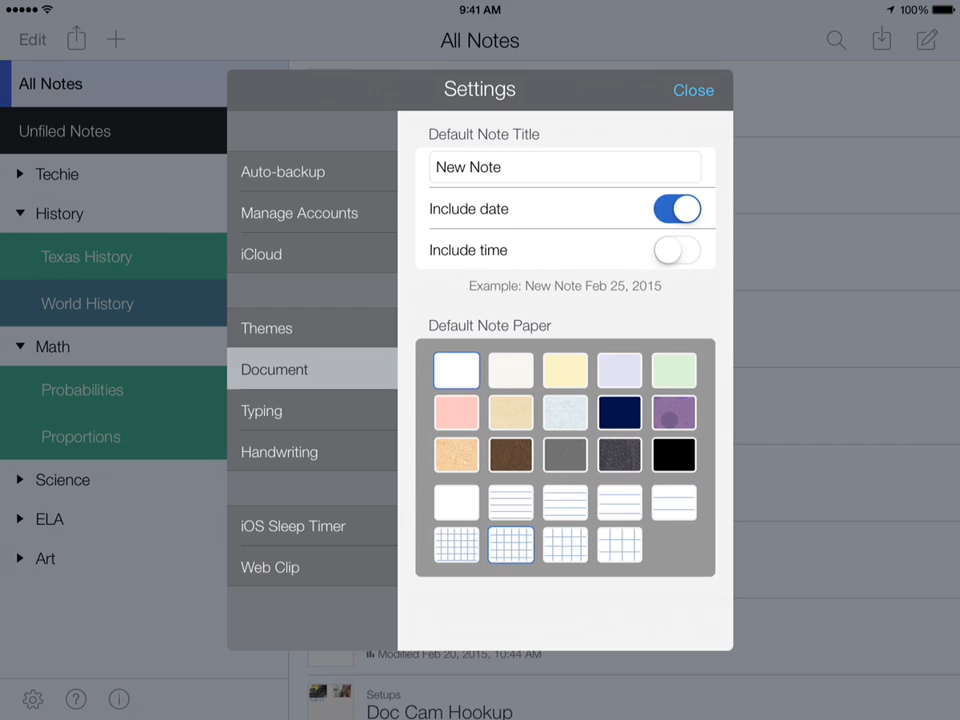 9:41 AM
100%
Edit
All Notes
All Notes
Unfiled Notes
Techie
History
Texas History
World History
Math
Probabilities
Proportions
Science
ELA
Art
Settings
Close
Auto-backup
Manage Accounts
iCloud
Themes
Document
Typing
Handwriting
iOS Sleep Timer
Web Clip
Default Note Title
New Note
Include date
Include time
Example: New Note Feb 25, 2015
Default Note Paper
Modified Feb 20, 2015, 10:44 AM
Setups
Doc Cam Hookup